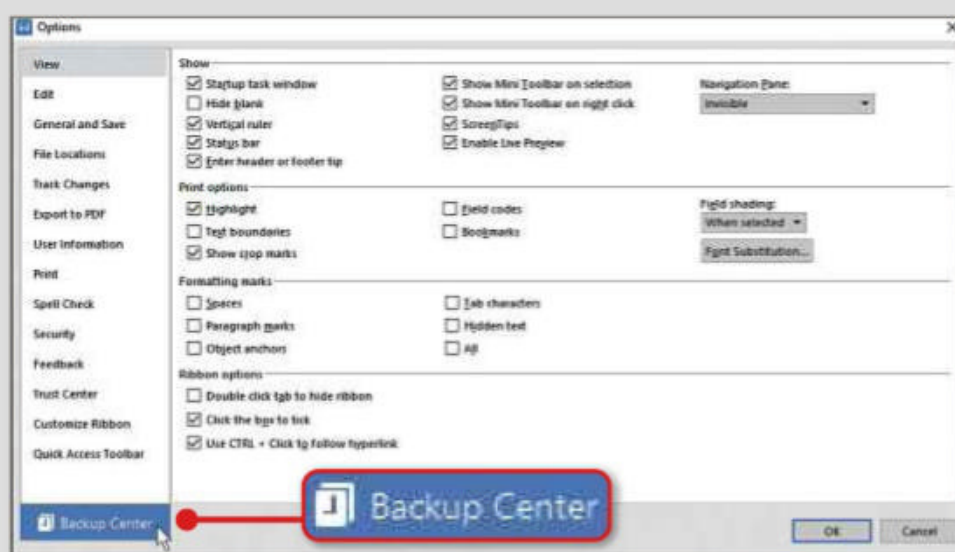 Options
View
Edit
General and Save
File Locations
Track Changes
Export to PDF
User Information
Print
Spell Check
Security
Feedback
Trust Center
Customize Ribbon
Quick Access Toolbar
Backup Center
Show
Startup task window
Hide blank
Vertical ruler
Status bar
Enter header or footer tip
Show Mini Toolbar on selection
Show Mini Toolbar on right click
ScreenTips
Enable Live Preview
Navigation Pane:
Invisible
Print options
Highlight
Text boundaries
Show crop marks
Field codes
Bookmarks
Field shading:
When selected
Font Substitution...
Formatting marks
Spaces
Paragraph marks
Object anchors
Tab characters
Hidden text
All
Ribbon options
Double click tab to hide ribbon
Click the box to tick
Use CTRL + Click to follow hyperlink
Backup Center
OK
Cancel